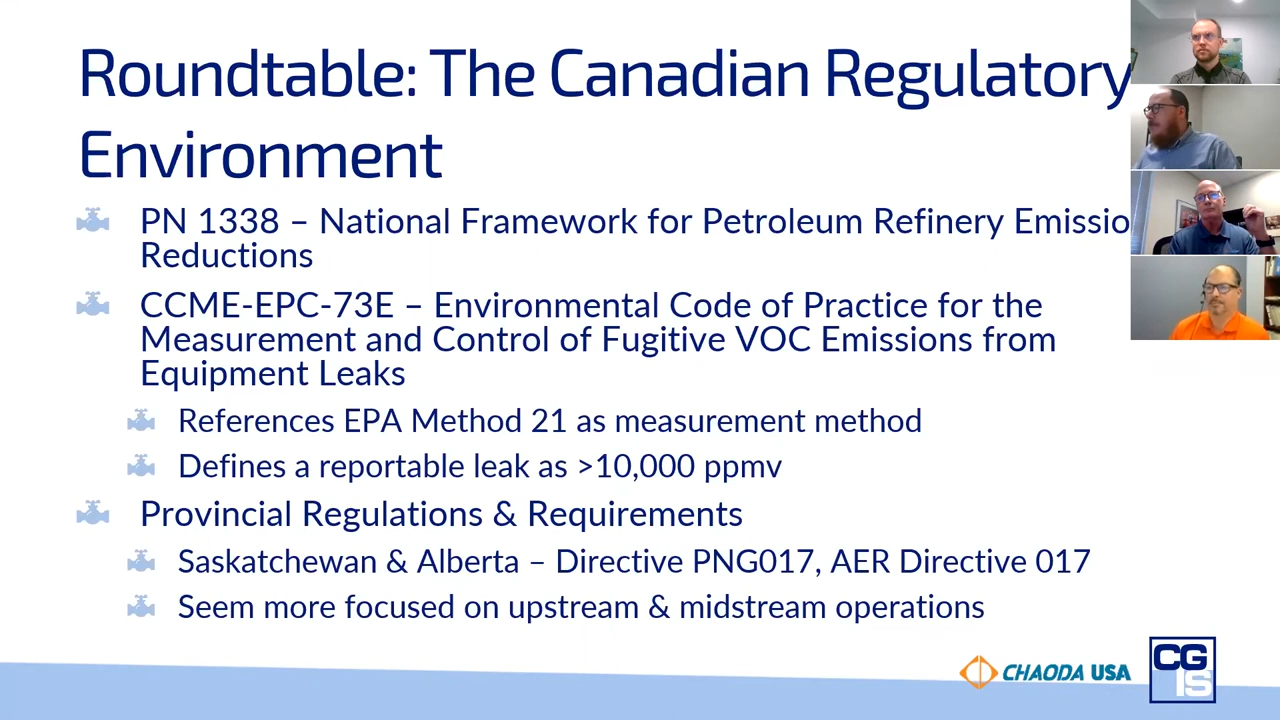 Roundtable: The Canadian Regulatory
Environment
PN 1338 – National Framework for Petroleum Refinery Emissio
Reductions
CCME-EPC-73E – Environmental Code of Practice for the
Measurement and Control of Fugitive VOC Emissions from
Equipment Leaks
References EPA Method 21 as measurement method
Defines a reportable leak as >10,000 ppmv
Provincial Regulations & Requirements
Saskatchewan & Alberta – Directive PNG017, AER Directive 017
Seem more focused on upstream & midstream operations
CHAODA USA
CG
IS